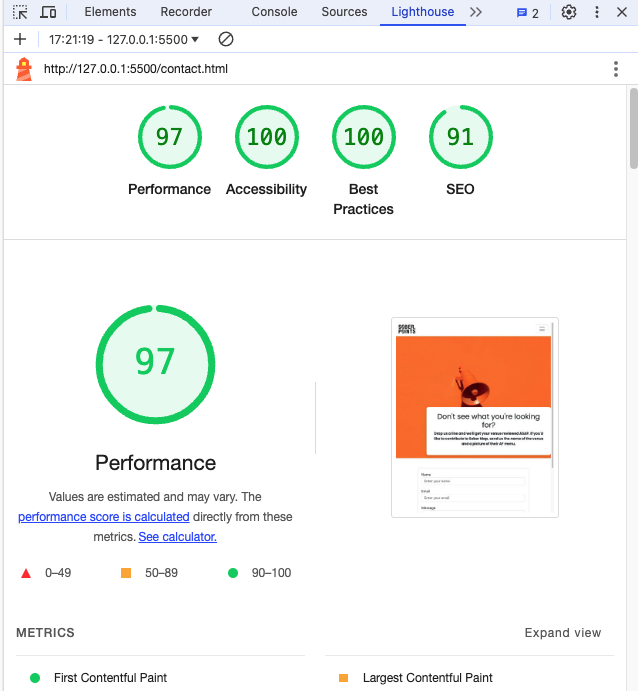 Elements Recorder Console Sources Lighthouse 2
17:21:19 - 127.0.0.1:5500
http://127.0.0.1:5500/contact.html
97 100 100 91
Performance Accessibility Best Practices SEO
97
Performance
Values are estimated and may vary. The
performance score is calculated directly from these
metrics. See calculator.
0–49 50–89 90–100
SOBER
POINTS
Don't see what you're looking
for?
Name
Enter your name
Email
Enter your email
Message
METRICS Expand view
First Contentful Paint Largest Contentful Paint